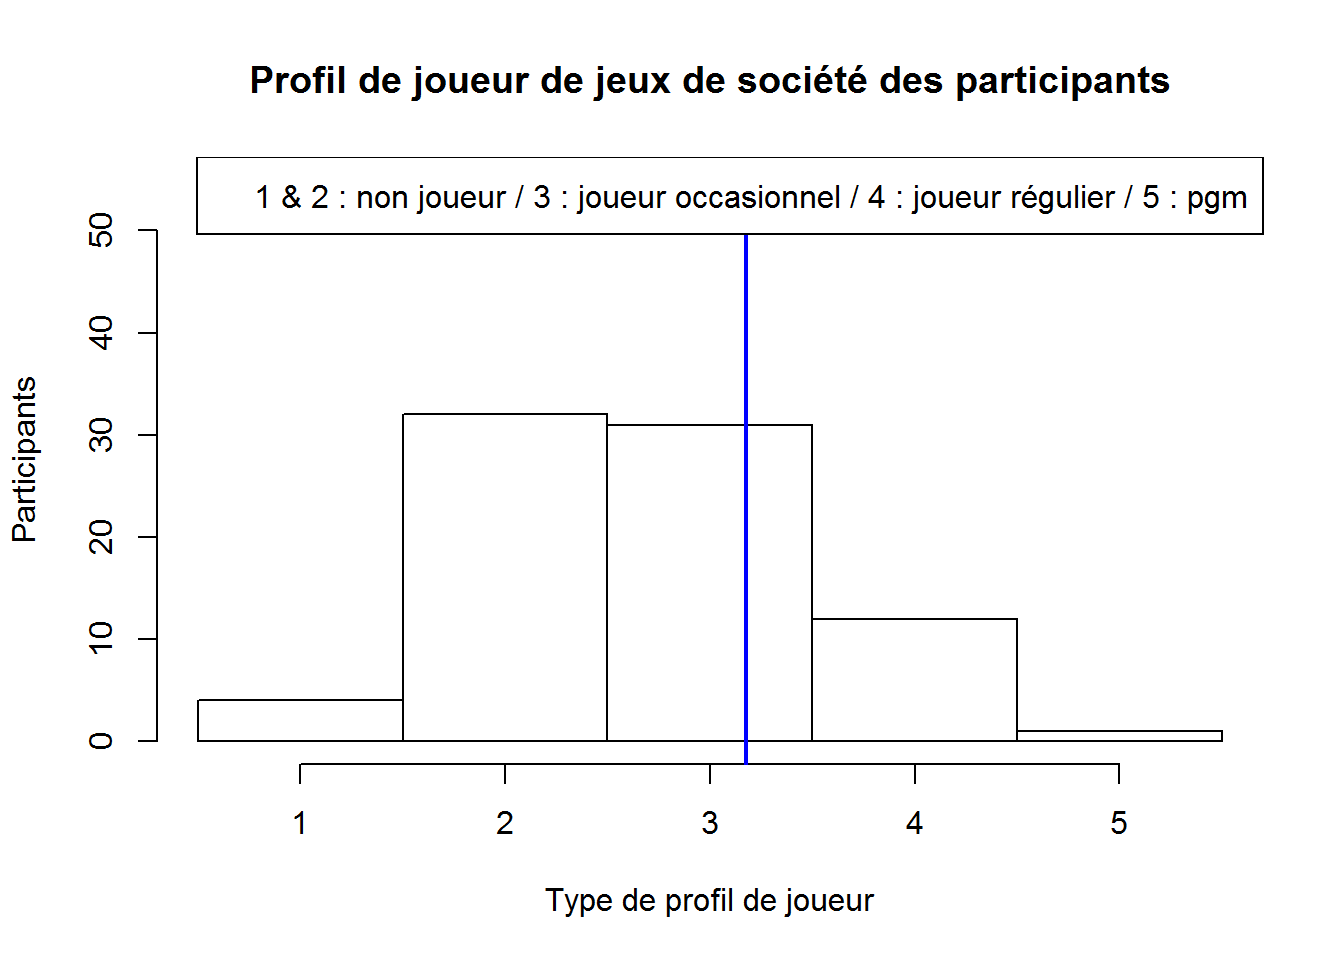 Profil de joueur de jeux de société des participants
1 & 2 : non joueur / 3 : joueur occasionnel / 4 : joueur régulier / 5 : pgm
Participants
50
40
30
20
10
0
1 2 3 4 5
Type de profil de joueur